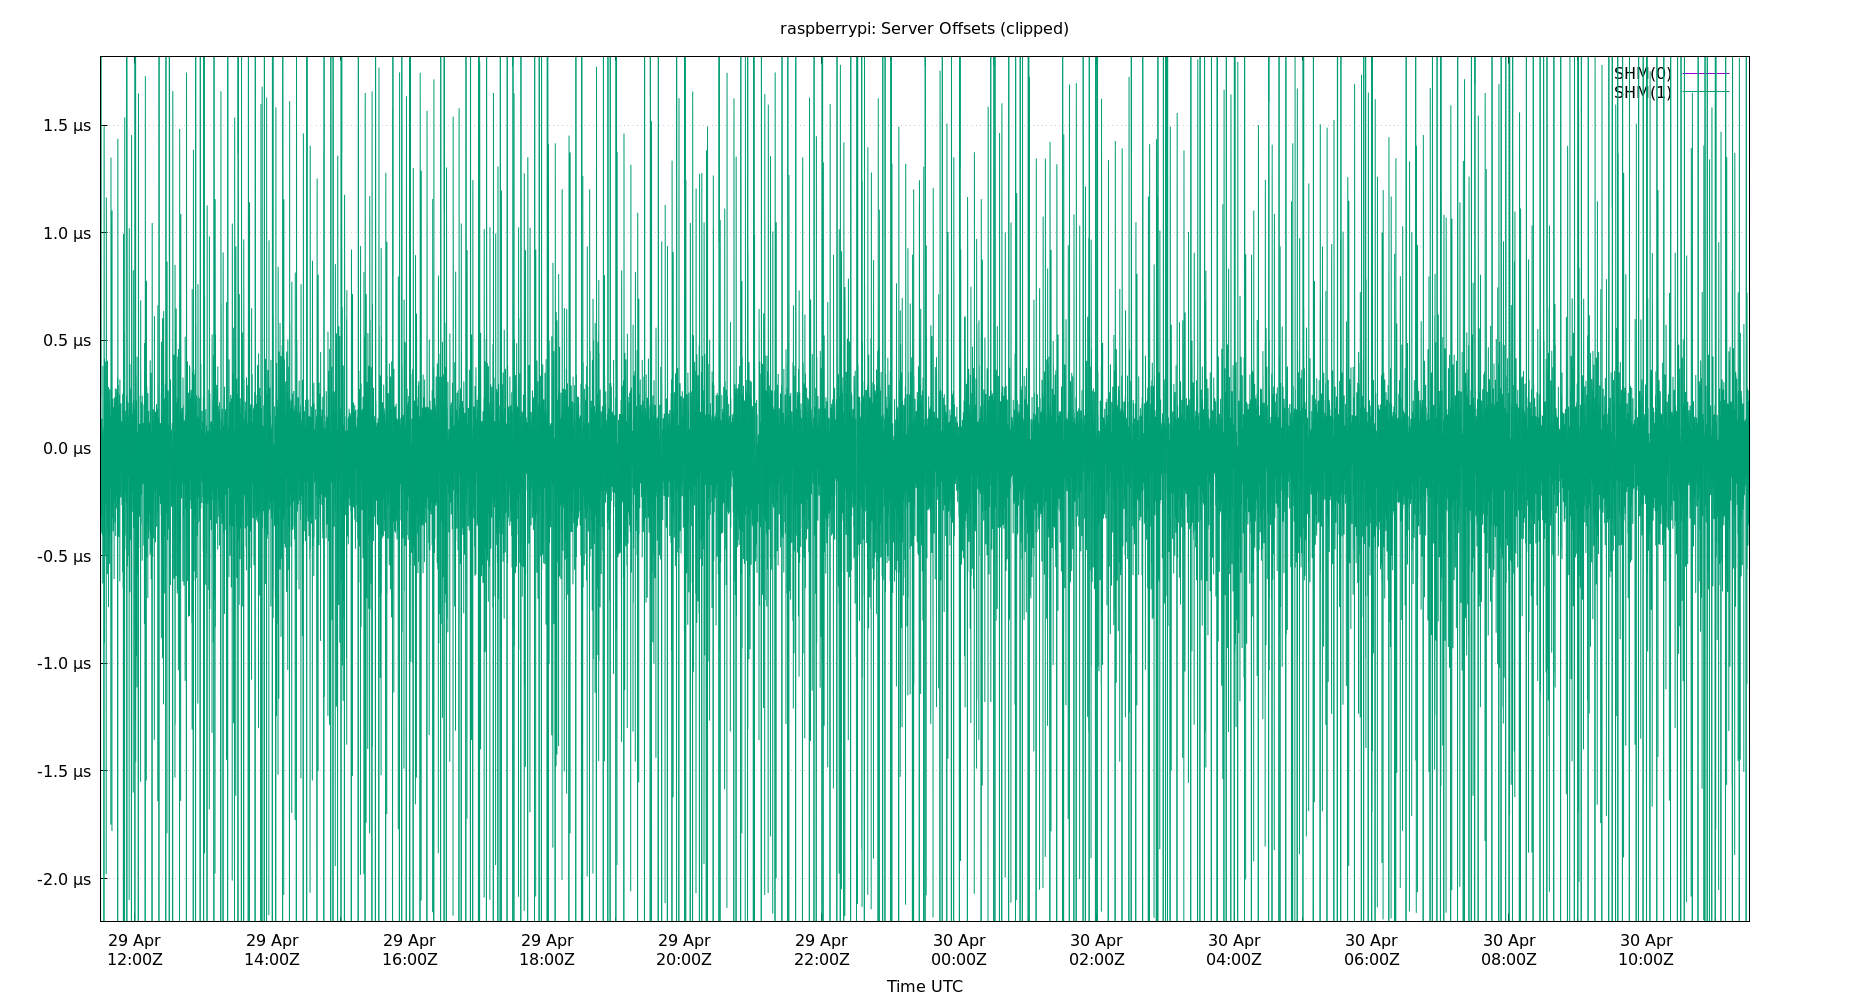 raspberrypi: Server Offsets (clipped)
SHM(0)
SHM(1)
1.5 µs
1.0 µs
0.5 µs
0.0 µs
-0.5 µs
-1.0 µs
-1.5 µs
-2.0 µs
29 Apr 29 Apr 29 Apr 29 Apr 29 Apr 29 Apr 30 Apr 30 Apr 30 Apr 30 Apr 30 Apr 30 Apr
12:00Z 14:00Z 16:00Z 18:00Z 20:00Z 22:00Z 00:00Z 02:00Z 04:00Z 06:00Z 08:00Z 10:00Z
Time UTC